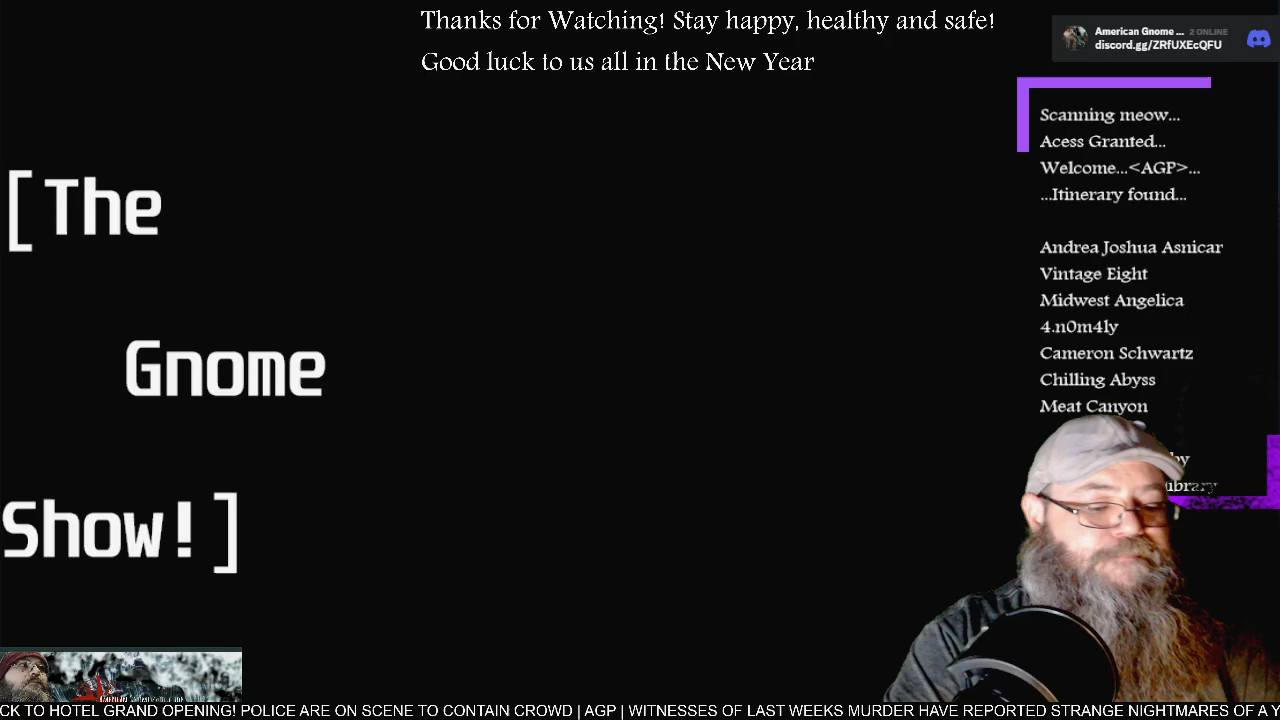 Thanks for Watching! Stay happy, healthy and safe!
Good luck to us all in the New Year
American Gnome ... 2 ONLINE
discord.gg/ZRfUXEcQFU
Scanning meow...
Acess Granted...
Welcome...<AGP>...
...Itinerary found...
Andrea Joshua Asnicar
Vintage Eight
Midwest Angelica
4.n0m4ly
Cameron Schwartz
Chilling Abyss
Meat Canyon
by
[The
Gnome
Show!]
CK TO HOTEL GRAND OPENING! POLICE ARE ON SCENE TO CONTAIN CROWD | AGP | WITNESSES OF LAST WEEKS MURDER HAVE REPORTED STRANGE NIGHTMARES OF A Y